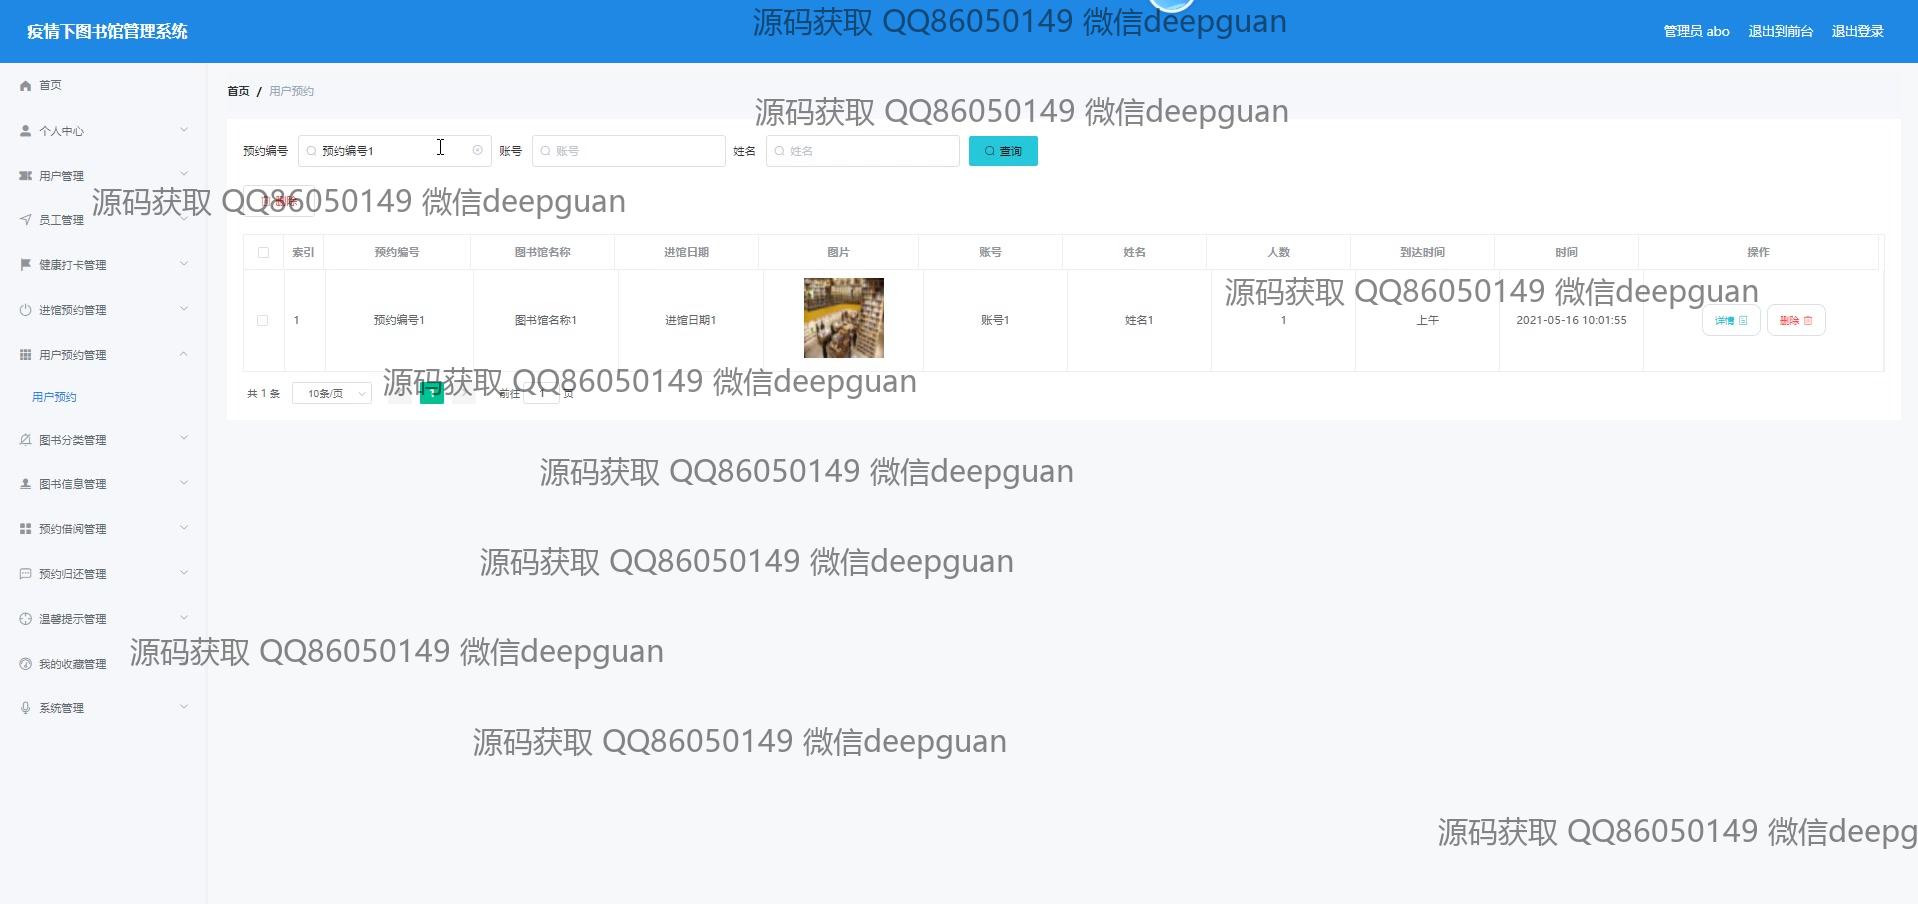 疫情下图书馆管理系统
源码获取 QQ86050149 微信deepguan
管理员 abo 退出到前台 退出登录
首页
个人中心
用户管理
员工管理
健康打卡管理
进馆预约管理
用户预约管理
用户预约
图书分类管理
图书信息管理
预约借阅管理
预约归还管理
温馨提示管理
我的收藏管理
系统管理
首页 / 用户预约
源码获取 QQ86050149 微信deepguan
预约编号 预约编号1 账号 账号 姓名 姓名 查询
源码获取 QQ86050149 微信deepguan
删除
索引 预约编号 图书馆名称 进馆日期 图片 账号 姓名 人数 到达时间 时间 操作
源码获取 QQ86050149 微信deepguan
1 预约编号1 图书馆名称1 进馆日期1 账号1 姓名1 1 上午 2021-05-16 10:01:55 详情 删除
源码获取 QQ86050149 微信deepguan
共 1 条 10条/页 1 前往 1 页
源码获取 QQ86050149 微信deepguan
源码获取 QQ86050149 微信deepguan
源码获取 QQ86050149 微信deepguan
源码获取 QQ86050149 微信deepguan
源码获取 QQ86050149 微信deepg